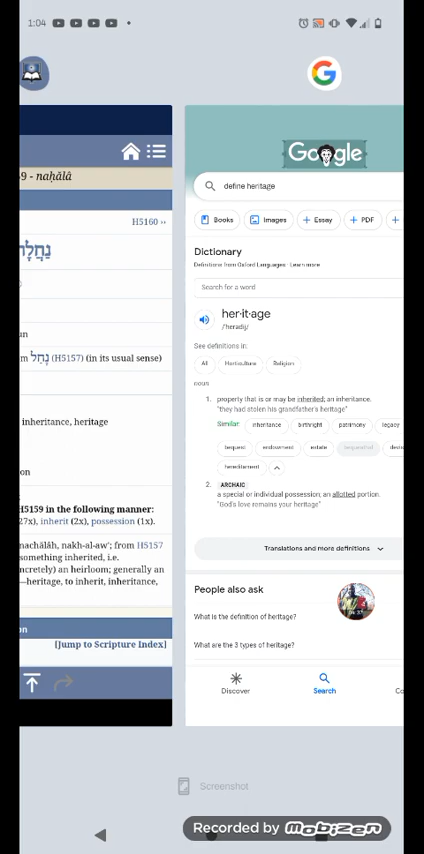 1:04
9 - naḥălâ
H5160 ››
נַחֲלָה
un
m נָחַל (H5157) (in its usual sense)
inheritance, heritage
on
H5159 in the following manner:
27x), inherit (2x), possession (1x).
nachălâh, nakh-al-aw'; from H5157
something inherited, i.e.
cretely) an heirloom; generally an
—heritage, to inherit, inheritance,
on
[Jump to Scripture Index]
Google
define heritage
Books
Images
+ Essay
+ PDF
+
Dictionary
Definitions from Oxford Languages · Learn more
Search for a word
her·it·age
/ˈherədij/
See definitions in:
All
Horticulture
Religion
noun
1. property that is or may be inherited; an inheritance.
"they had stolen his grandfather's heritage"
Similar:
inheritance
birthright
patrimony
legacy
bequest
endowment
estate
bequeathal
devis
hereditament
2. ARCHAIC
a special or individual possession; an allotted portion.
"God's love remains your heritage"
Translations and more definitions
People also ask
What is the definition of heritage?
What are the 3 types of heritage?
Discover
Search
Co
Screenshot
Recorded by mobizen